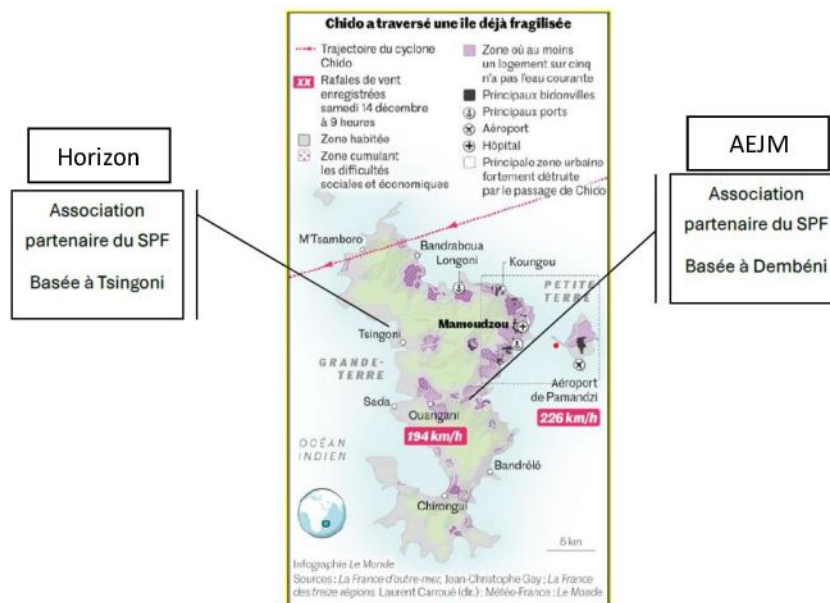 Chido a traversé une île déjà fragilisée
Trajectoire du cyclone
Chido
XX
Rafales de vent
enregistrées
samedi 14 décembre
à 9 heures
Zone habitée
Zone cumulant
les difficultés
sociales et économiques
Zone où au moins
un logement sur cinq
n'a pas l'eau courante
Principaux bidonvilles
Principaux ports
Aéroport
Hôpital
Principale zone urbaine
fortement détruite
par le passage de Chido
Horizon
Association
partenaire du SPF
Basée à Tsingoni
AEJM
Association
partenaire du SPF
Basée à Dembéni
M'Tsamboro
Bandraboua
Longoni
Koungou
PETITE-
TERRE
Mamoudzou
Tsingoni
GRANDE-
TERRE
Aéroport
de Pamandzi
226 km/h
Sada
Ouangani
194 km/h
OCÉAN
INDIEN
Bandrélé
Chirongui
5 km
Infographie Le Monde
Sources : La France d'outre-mer, Jean-Christophe Gay ; La France
des treize régions, Laurent Carroué (dir.) ; Météo-France ; Le Monde